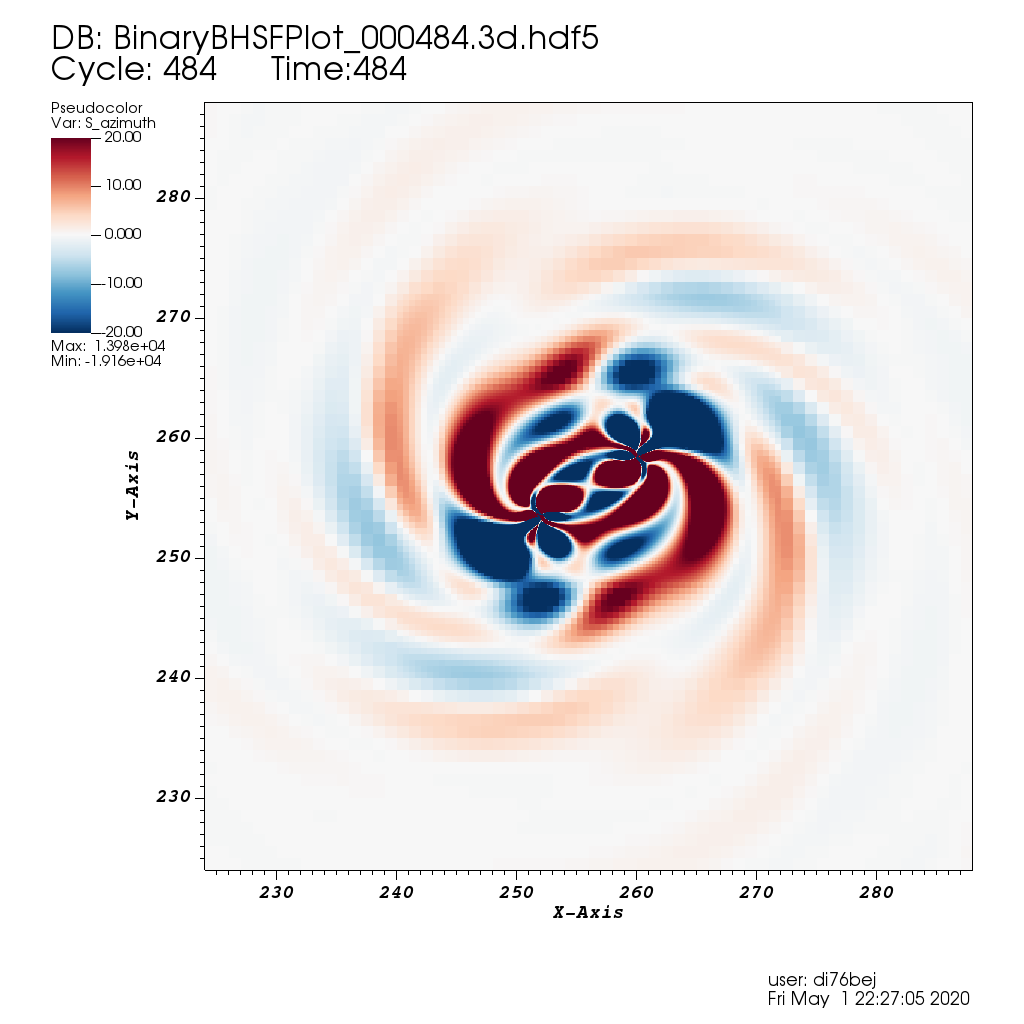 DB: BinaryBHSFPlot_000484.3d.hdf5
Cycle: 484 Time:484
Pseudocolor
Var: S_azimuth
20.00
10.00
0.000
-10.00
-20.00
Max: 1.398e+04
Min: -1.916e+04
280
270
260
250
240
230
Y-Axis
230 240 250 260 270 280
X-Axis
user: di76bej
Fri May 1 22:27:05 2020